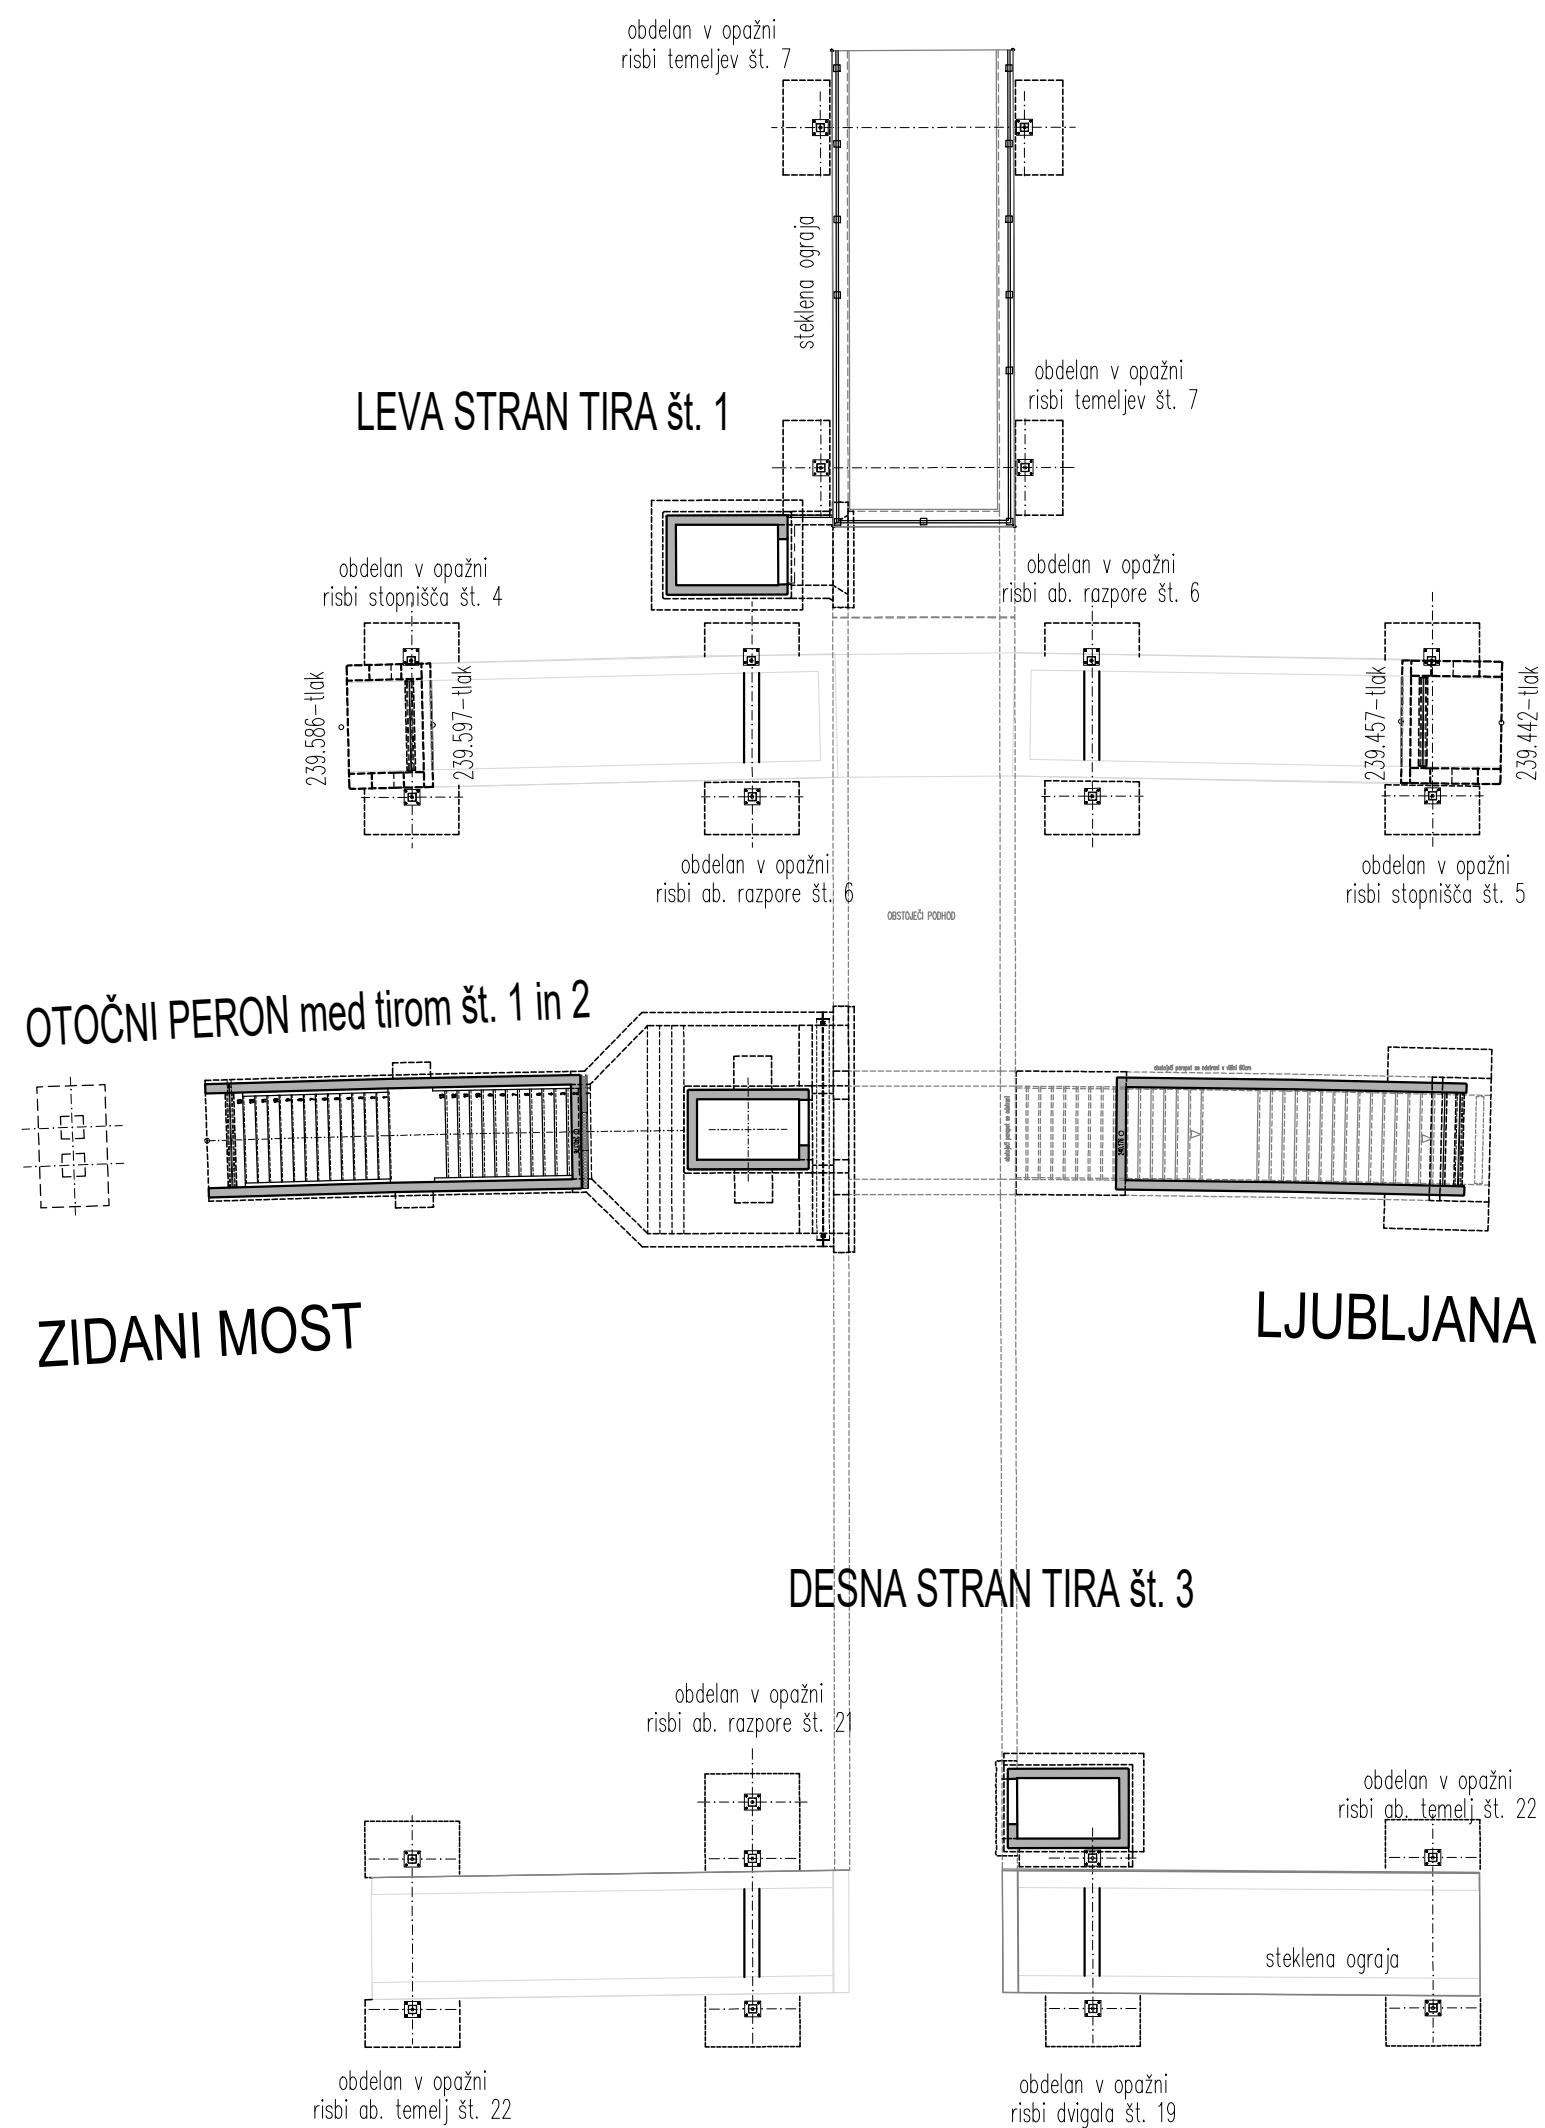 obdelan v opažni
risbi temeljev št. 7
steklena ograja
obdelan v opažni
risbi temeljev št. 7
LEVA STRAN TIRA št. 1
obdelan v opažni
risbi stopnišča št. 4
obdelan v opažni
risbi ab. razpore št. 6
239.586-tlak
239.597-tlak
239.457-tlak
239.442-tlak
obdelan v opažni
risbi ab. razpore št. 6
obdelan v opažni
risbi stopnišča št. 5
OBSTOJEČI PODHOD
OTOČNI PERON med tirom št. 1 in 2
ZIDANI MOST
LJUBLJANA
DESNA STRAN TIRA št. 3
obdelan v opažni
risbi ab. razpore št. 21
obdelan v opažni
risbi ab. temelj št. 22
steklena ograja
obdelan v opažni
risbi ab. temelj št. 22
obdelan v opažni
risbi dvigala št. 19